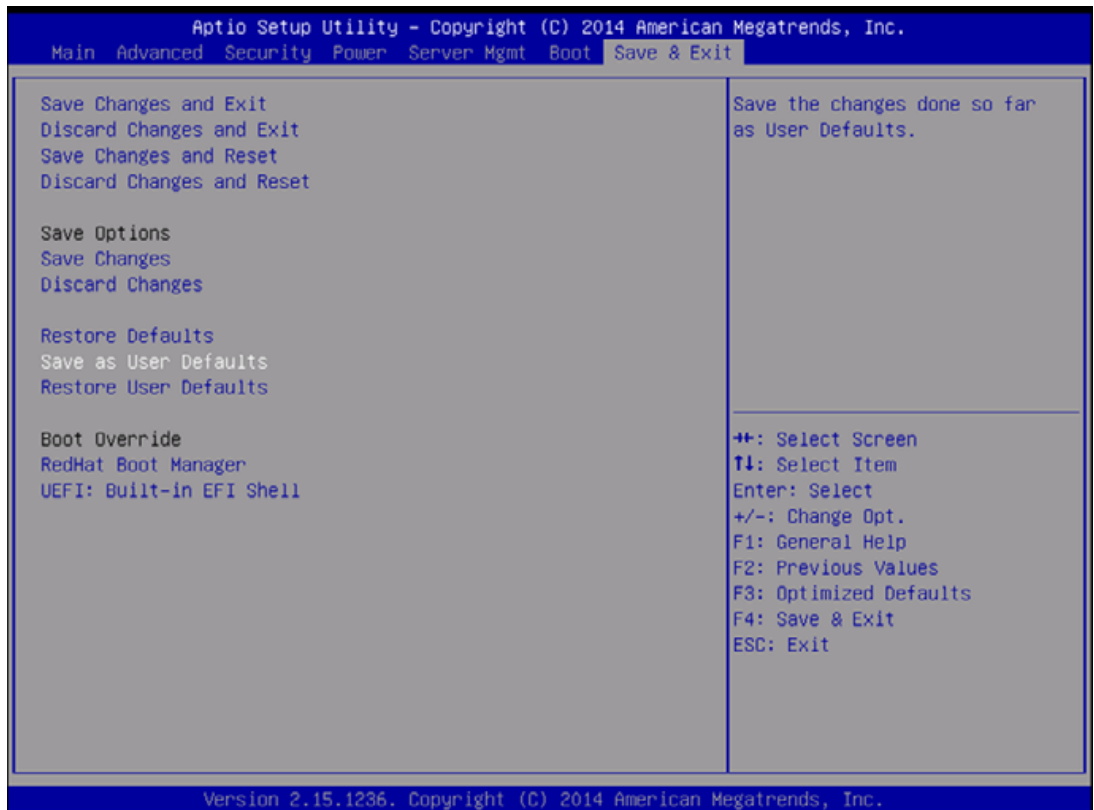 Aptio Setup Utility – Copyright (C) 2014 American Megatrends, Inc.
Main Advanced Security Power Server Mgmt Boot Save & Exit
Save Changes and Exit
Discard Changes and Exit
Save Changes and Reset
Discard Changes and Reset
Save Options
Save Changes
Discard Changes
Restore Defaults
Save as User Defaults
Restore User Defaults
Boot Override
RedHat Boot Manager
UEFI: Built-in EFI Shell
Save the changes done so far
as User Defaults.
→←: Select Screen
↑↓: Select Item
Enter: Select
+/-: Change Opt.
F1: General Help
F2: Previous Values
F3: Optimized Defaults
F4: Save & Exit
ESC: Exit
Version 2.15.1236. Copyright (C) 2014 American Megatrends, Inc.